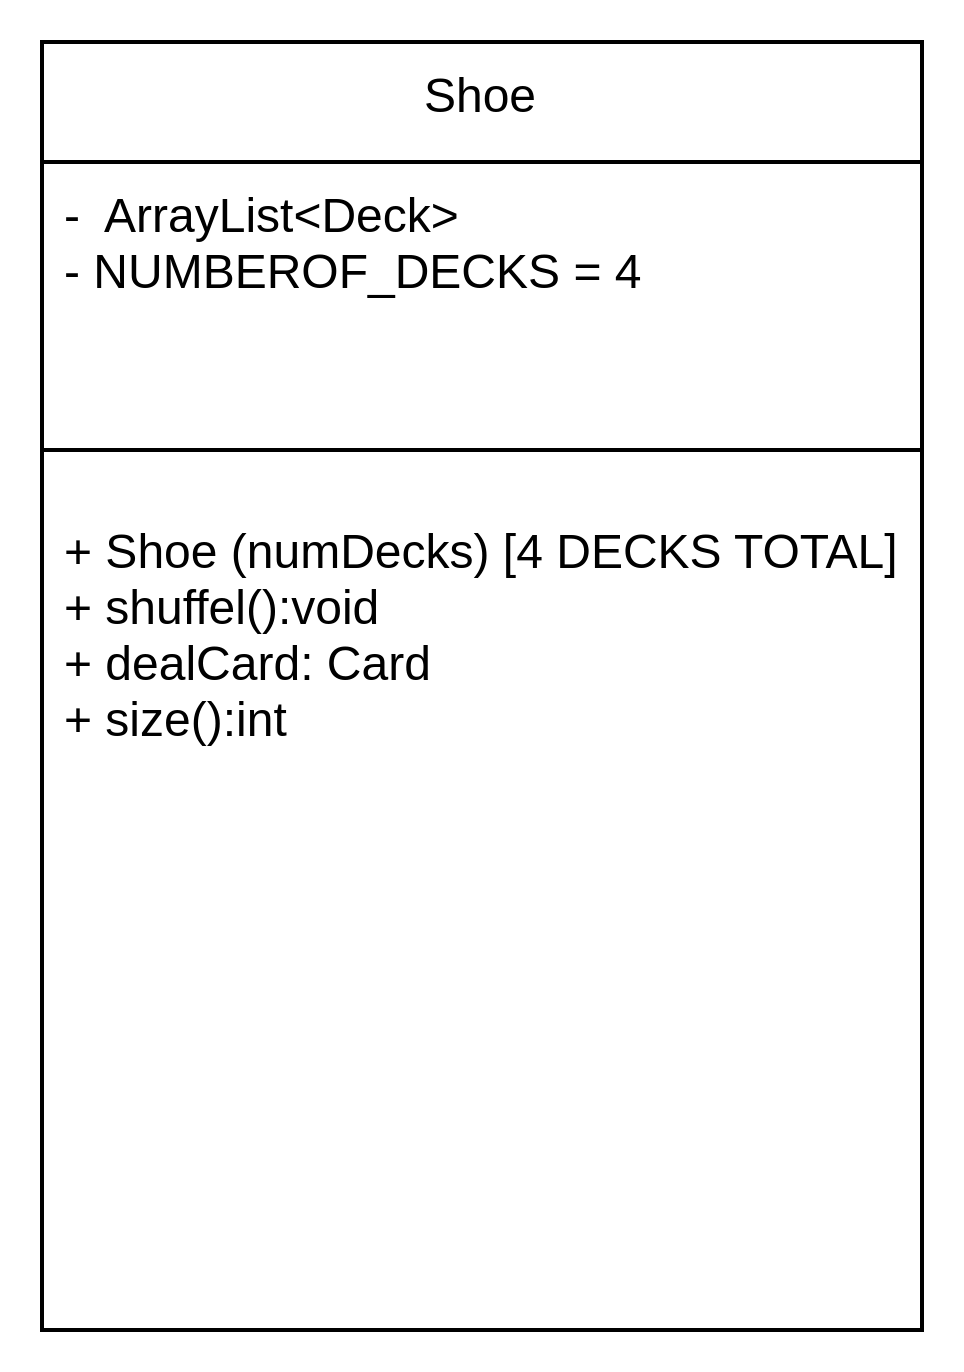 Shoe
-  ArrayList<Deck>
- NUMBEROF_DECKS = 4
+ Shoe (numDecks) [4 DECKS TOTAL]
+ shuffel():void
+ dealCard: Card
+ size():int